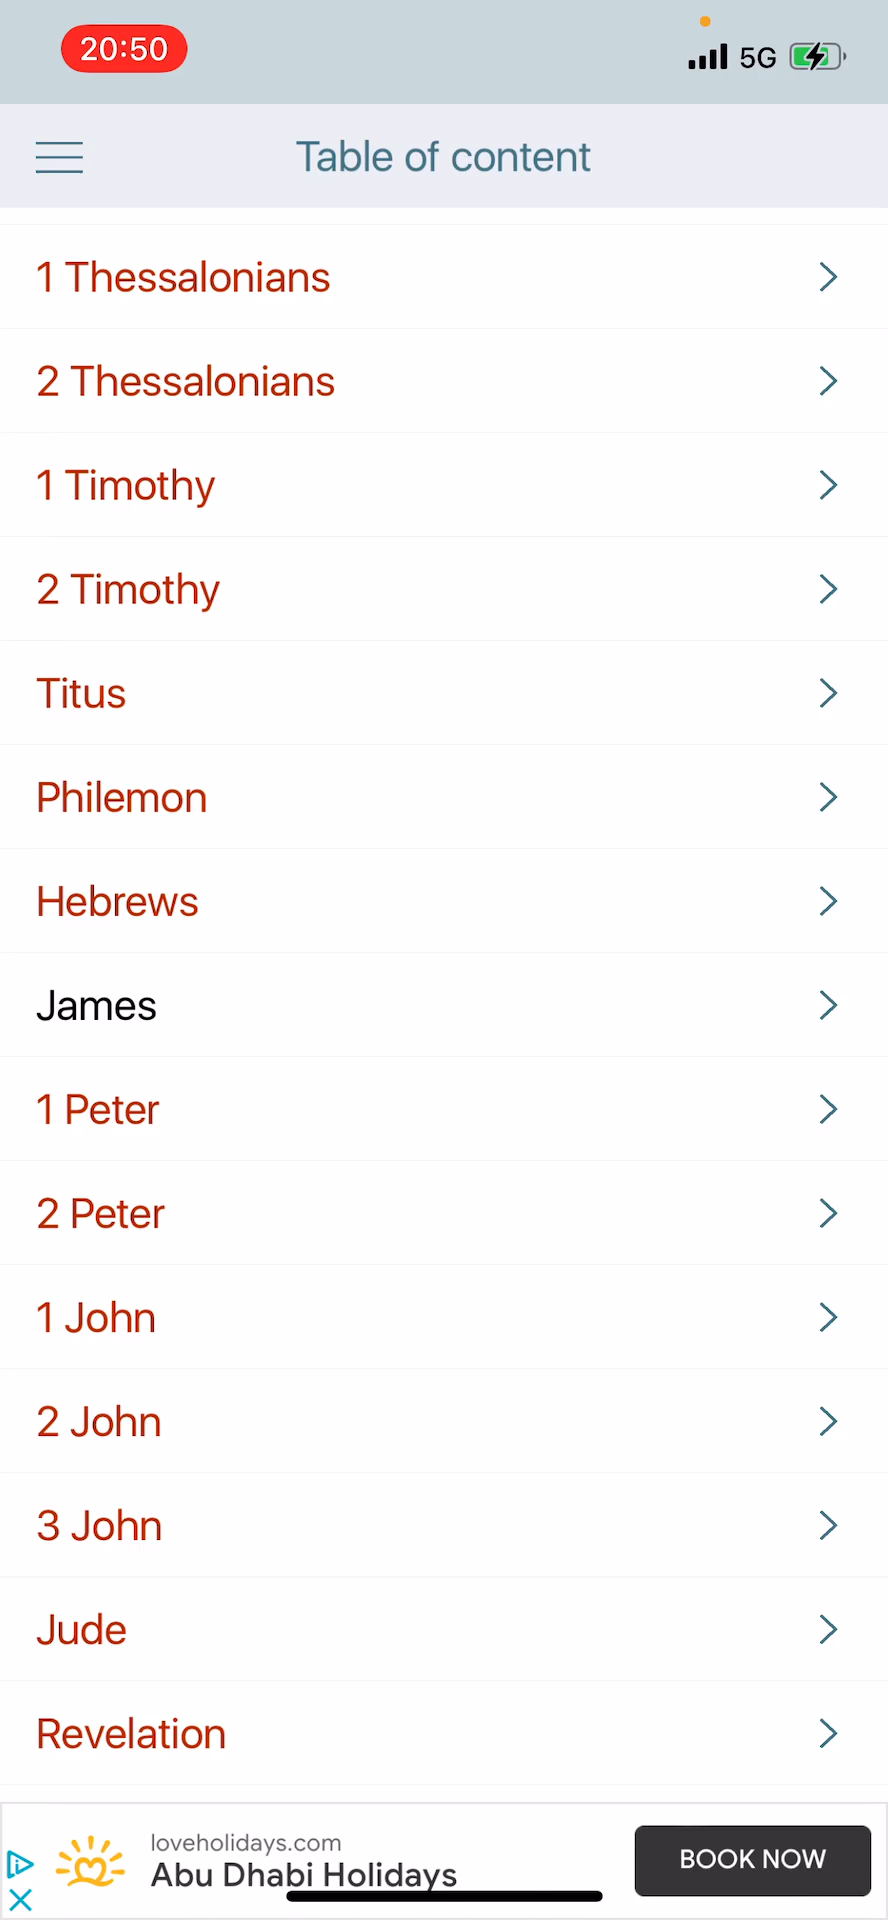 20:50
5G
Table of content
1 Thessalonians
2 Thessalonians
1 Timothy
2 Timothy
Titus
Philemon
Hebrews
James
1 Peter
2 Peter
1 John
2 John
3 John
Jude
Revelation
loveholidays.com
Abu Dhabi Holidays
BOOK NOW